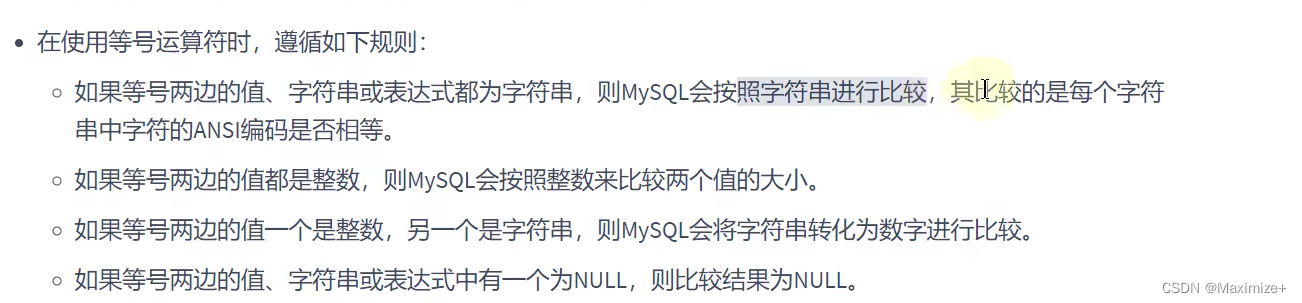 在使用等号运算符时，遵循如下规则：
如果等号两边的值、字符串或表达式都为字符串，则MySQL会按照字符串进行比较，其比较的是每个字符
串中字符的ANSI编码是否相等。
如果等号两边的值都是整数，则MySQL会按照整数来比较两个值的大小。
如果等号两边的值一个是整数，另一个是字符串，则MySQL会将字符串转化为数字进行比较。
如果等号两边的值、字符串或表达式中有一个为NULL，则比较结果为NULL。
CSDN @Maximize+